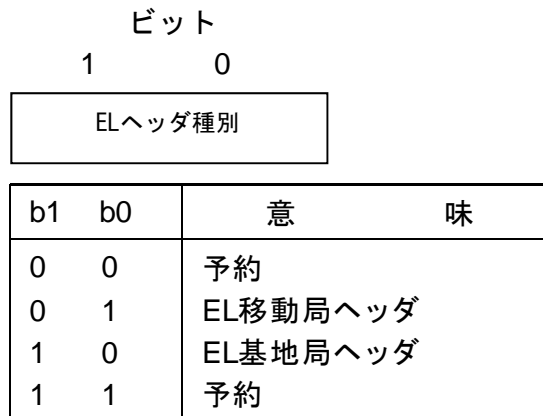 ビット
1 0
ELヘッダ種別
b1 b0 意 味
0 0 予約
0 1 EL移動局ヘッダ
1 0 EL基地局ヘッダ
1 1 予約